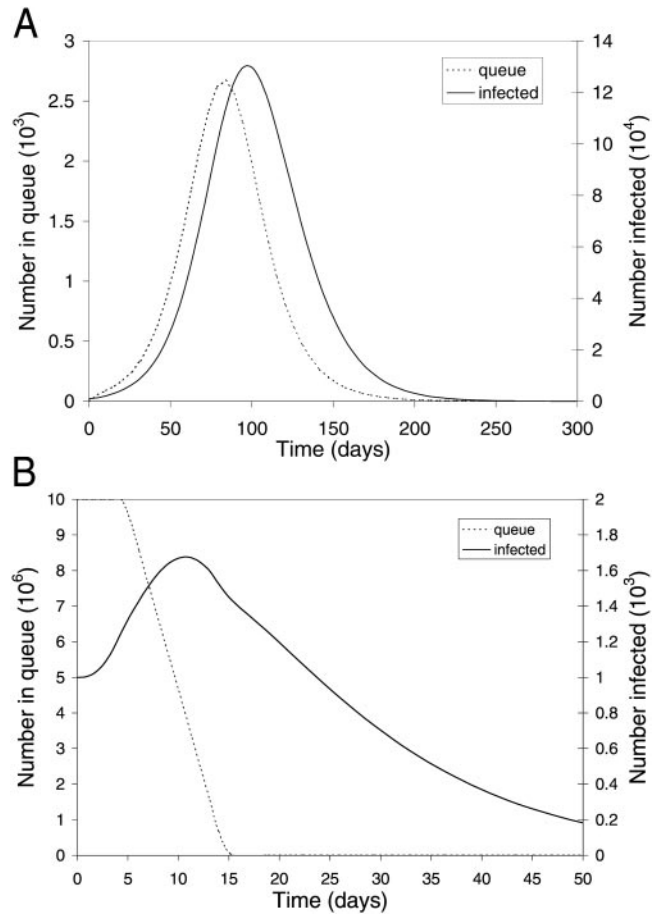 A
3
2.5
2
1.5
1
0.5
0
14
12
10
8
6
4
2
0
0 50 100 150 200 250 300
Number in queue (10³)
Number infected (10⁴)
Time (days)
queue
infected
B
10
9
8
7
6
5
4
3
2
1
0
2
1.8
1.6
1.4
1.2
1
0.8
0.6
0.4
0.2
0
0 5 10 15 20 25 30 35 40 45 50
Number in queue (10⁶)
Number infected (10³)
Time (days)
queue
infected